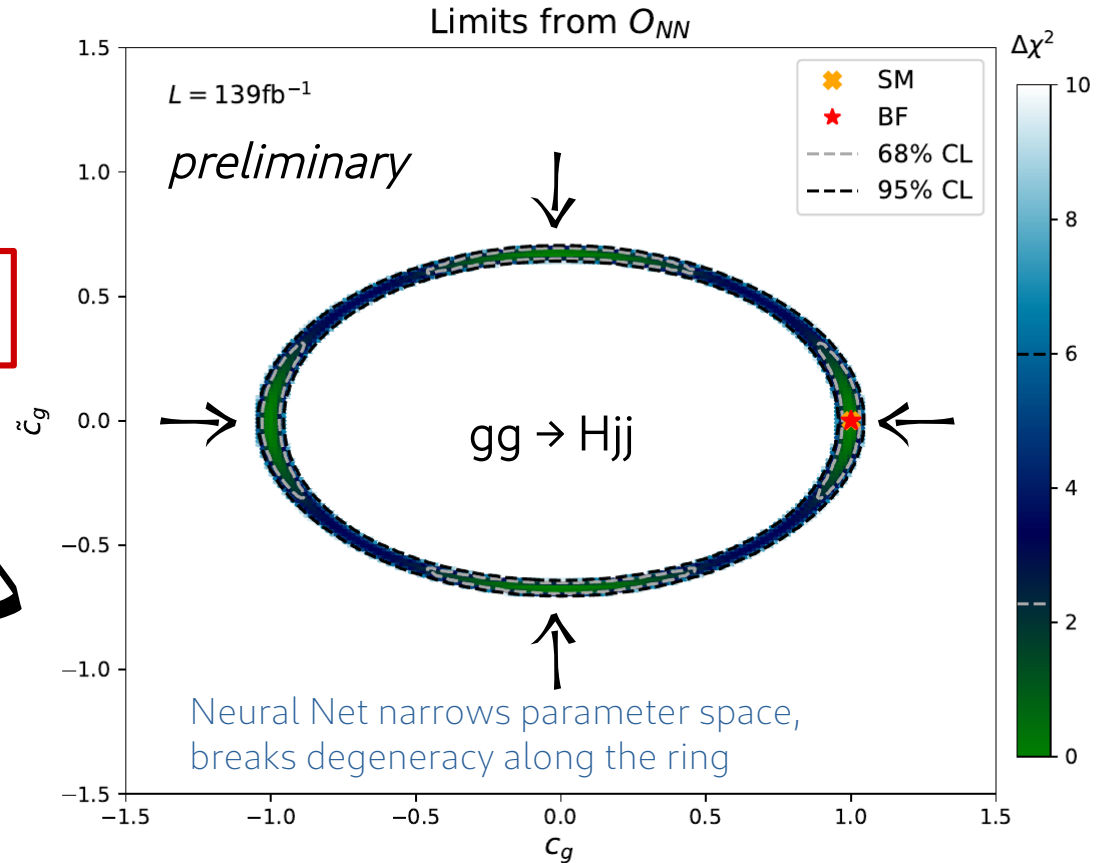 Limits from O_NN
Δχ²
L = 139fb⁻¹
preliminary
SM
BF
68% CL
95% CL
gg → Hjj
Neural Net narrows parameter space,
breaks degeneracy along the ring
1.5
1.0
0.5
0.0
−0.5
−1.0
−1.5
c̃_g
−1.5 −1.0 −0.5 0.0 0.5 1.0 1.5
c_g
10
8
6
4
2
0